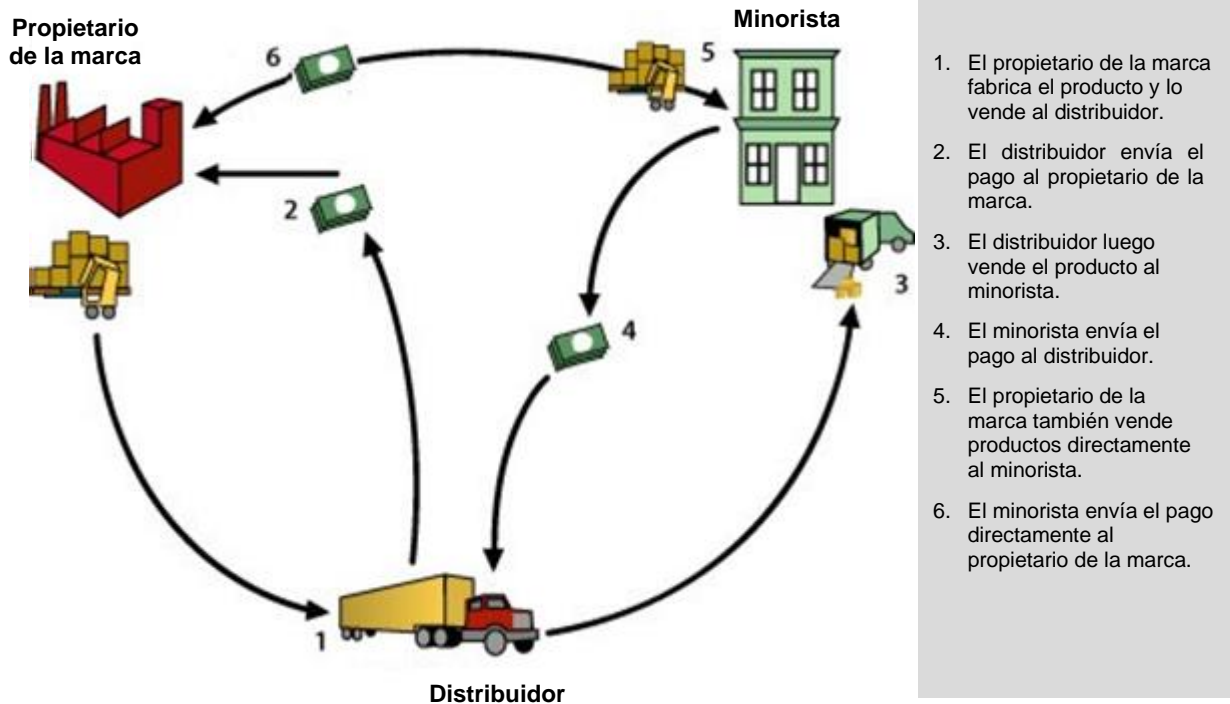 Propietario
de la marca
Minorista
6
5
2
3
4
1
Distribuidor
1. El propietario de la marca
fabrica el producto y lo
vende al distribuidor.
2. El distribuidor envía el
pago al propietario de la
marca.
3. El distribuidor luego
vende el producto al
minorista.
4. El minorista envía el
pago al distribuidor.
5. El propietario de la
marca también vende
productos directamente
al minorista.
6. El minorista envía el pago
directamente al
propietario de la marca.